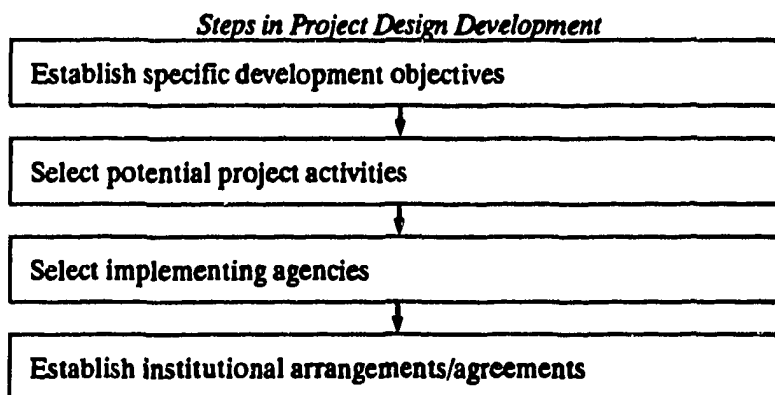 Steps in Project Design Development
Establish specific development objectives
Select potential project activities
Select implementing agencies
Establish institutional arrangements/agreements